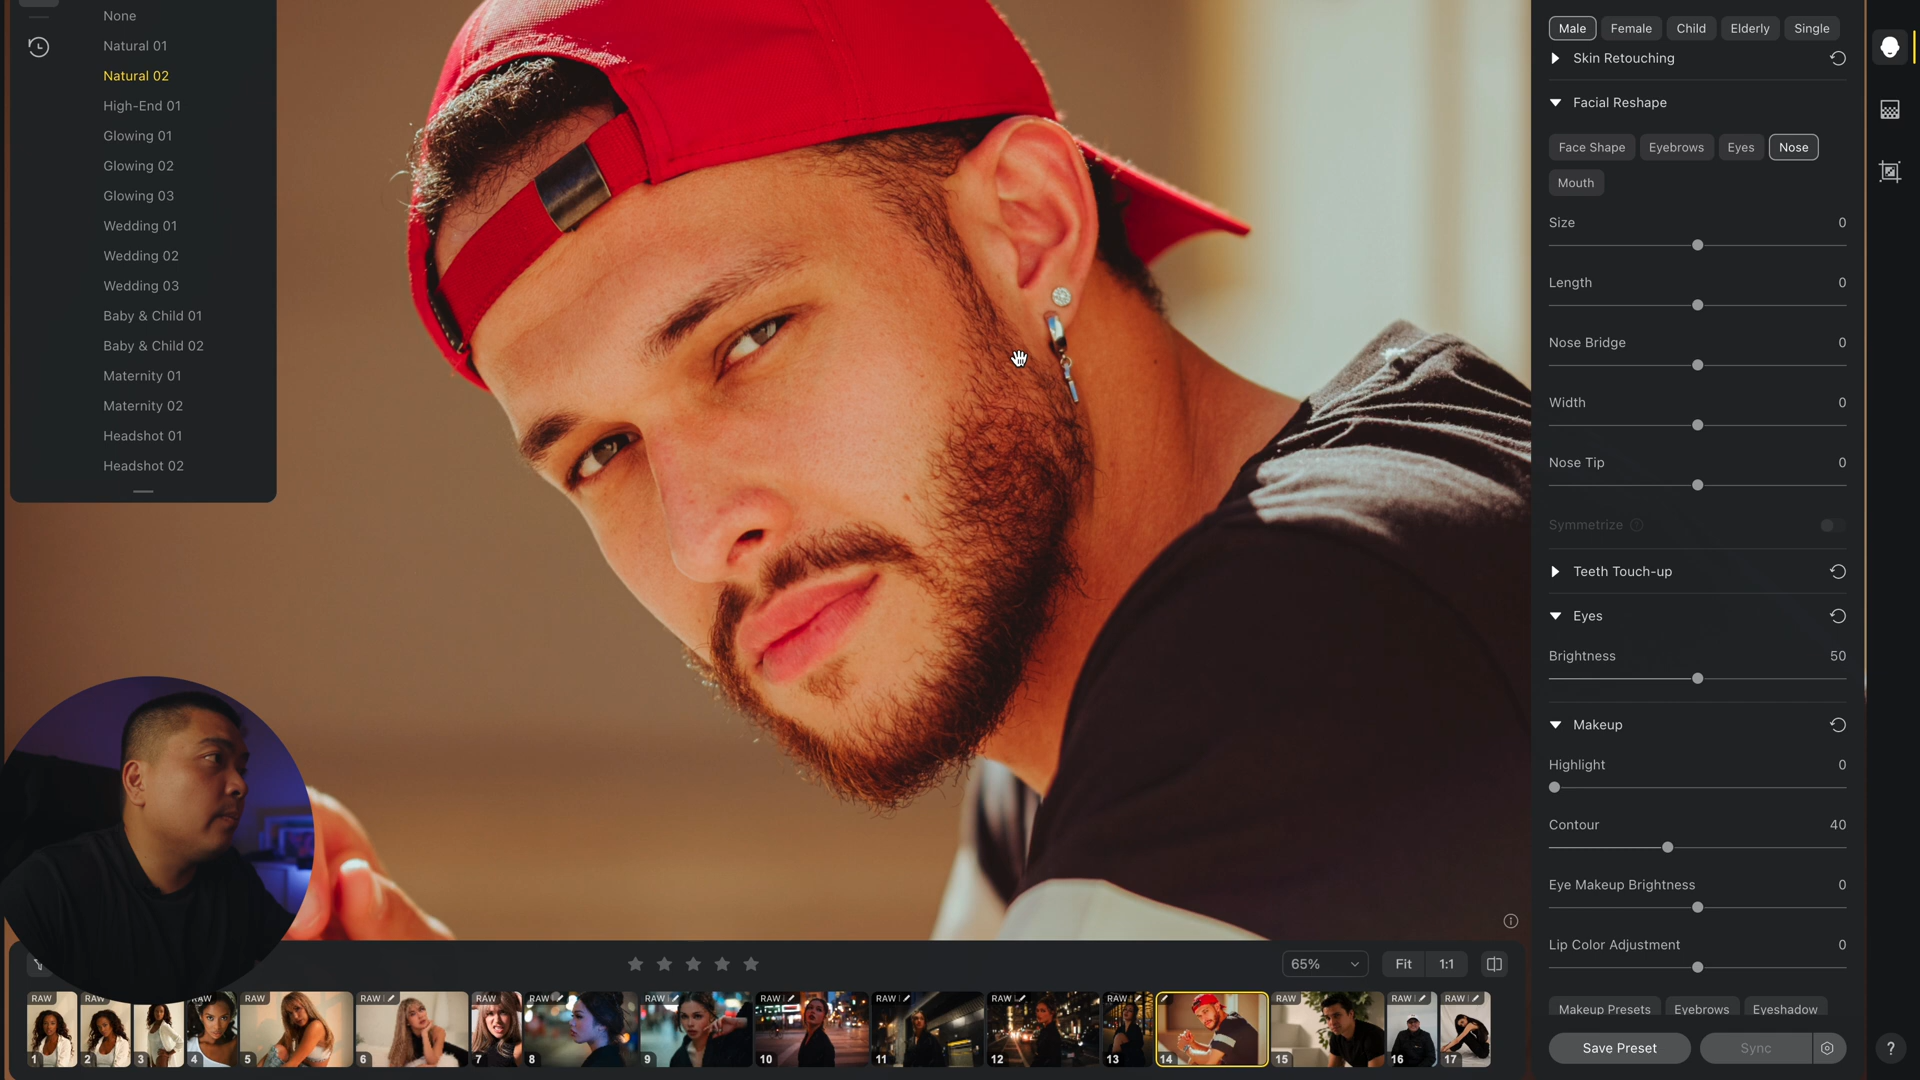 None
Natural 01
Natural 02
High-End 01
Glowing 01
Glowing 02
Glowing 03
Wedding 01
Wedding 02
Wedding 03
Baby & Child 01
Baby & Child 02
Maternity 01
Maternity 02
Headshot 01
Headshot 02
Male Female Child Elderly Single
Skin Retouching
Facial Reshape
Face Shape Eyebrows Eyes Nose
Mouth
Size 0
Length 0
Nose Bridge 0
Width 0
Nose Tip 0
Symmetrize
Teeth Touch-up
Eyes
Brightness 50
Makeup
Highlight 0
Contour 40
Eye Makeup Brightness 0
Lip Color Adjustment 0
Makeup Presets Eyebrows Eyeshadow
Save Preset Sync
?
65% Fit 1:1
RAW RAW RAW RAW RAW RAW RAW RAW RAW RAW RAW RAW RAW RAW RAW RAW
1 2 3 4 5 6 7 8 9 10 11 12 13 14 15 16 17